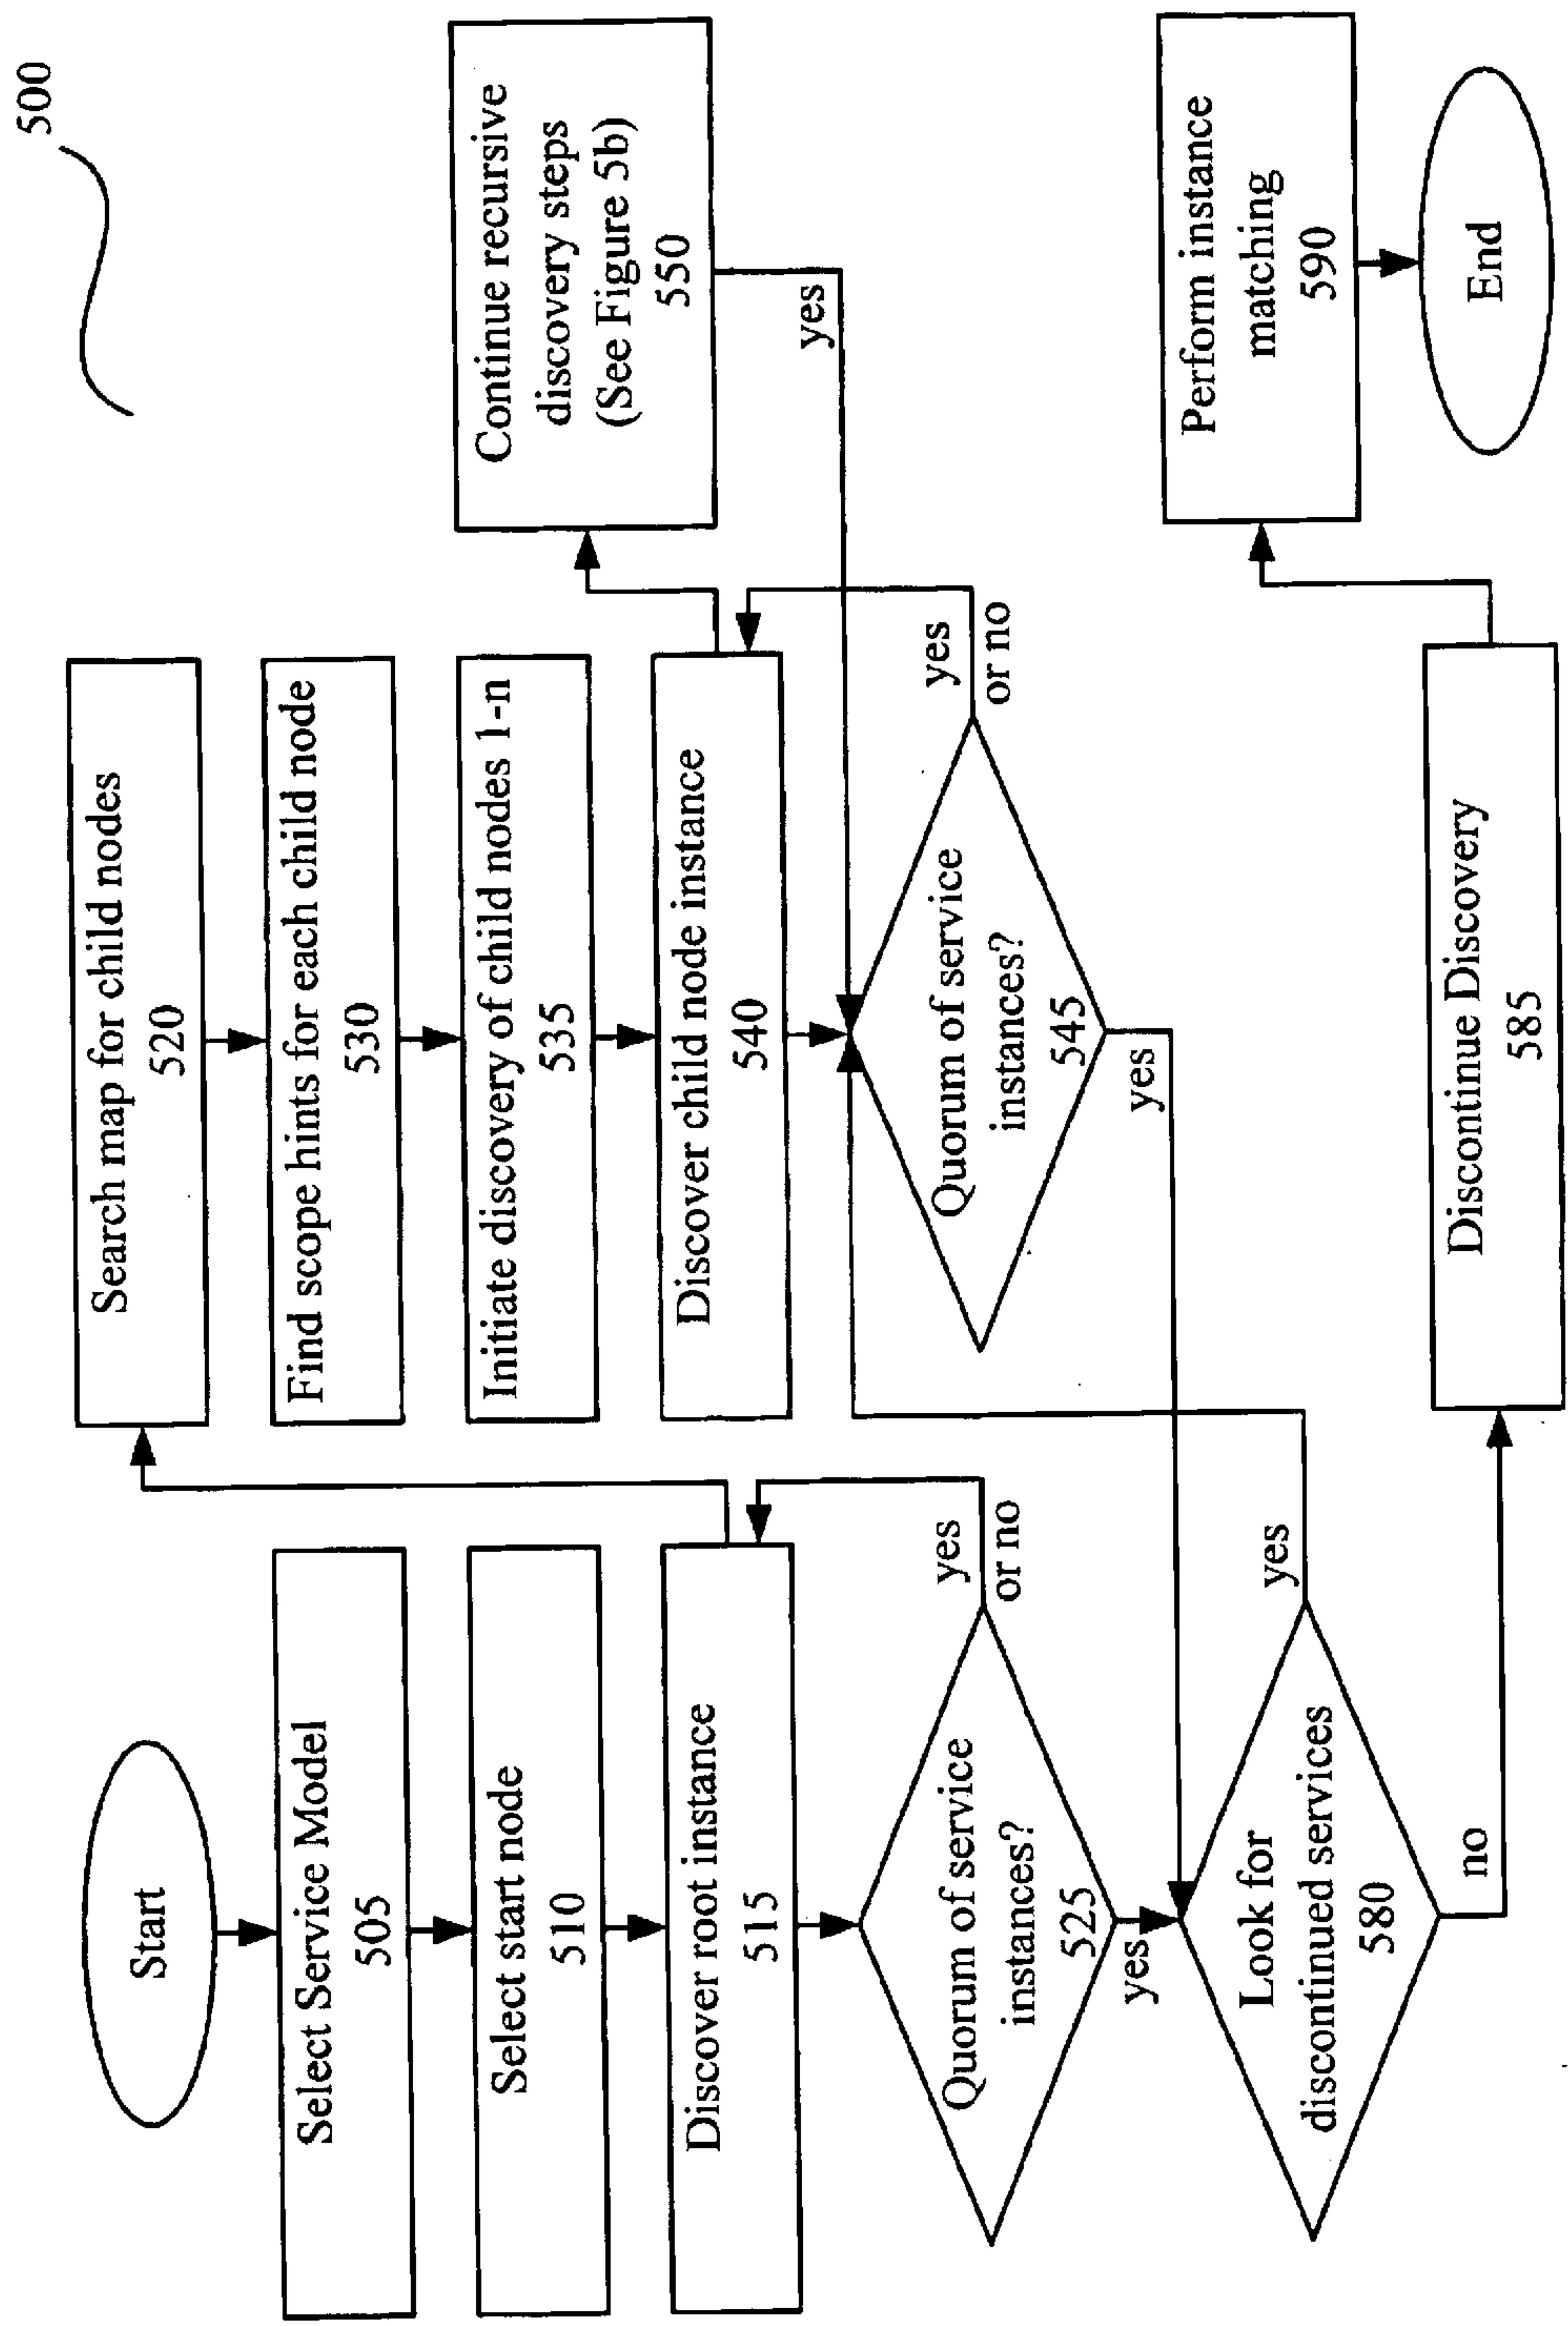 500
Start
Select Service Model
505
Select start node
510
Discover root instance
515
Quorum of service
instances?
525
yes
or no
yes
Look for
discontinued services
580
yes
no
Search map for child nodes
520
Find scope hints for each child node
530
Initiate discovery of child nodes 1-n
535
Discover child node instance
540
Quorum of service
instances?
545
yes
or no
yes
Discontinue Discovery
585
Continue recursive
discovery steps
(See Figure 5b)
550
yes
Perform instance
matching
590
End